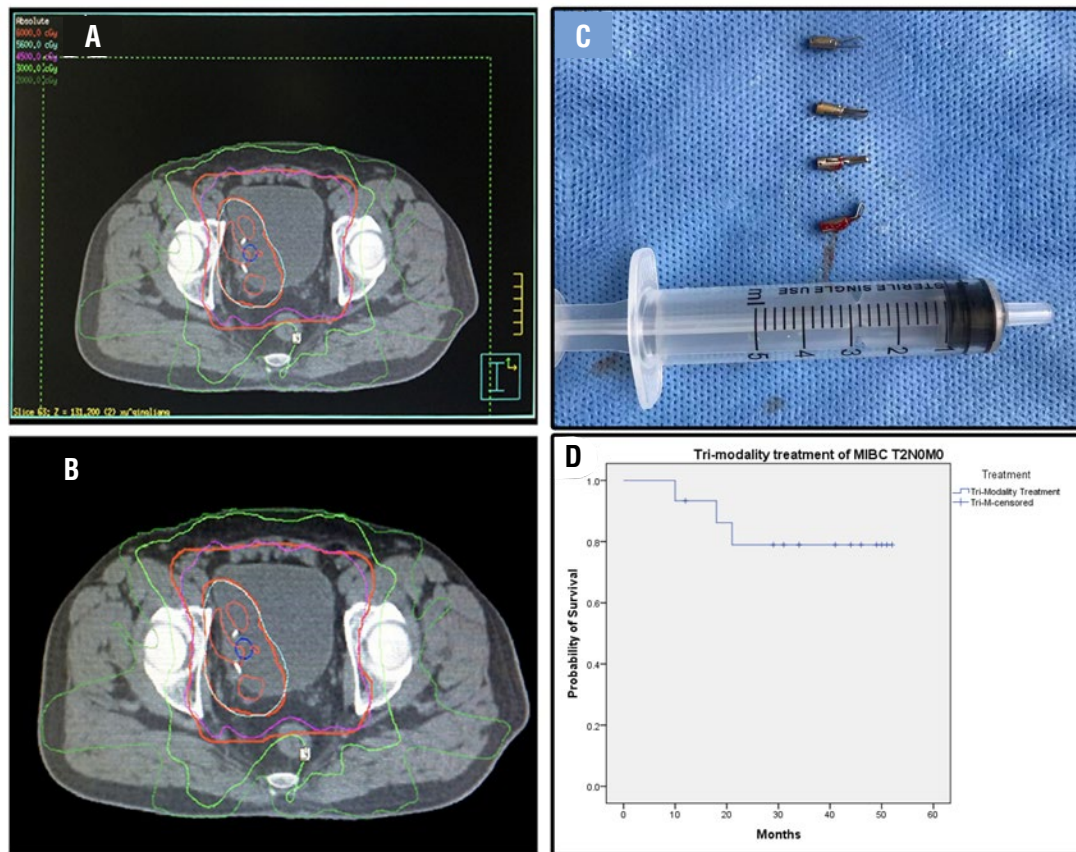 A
Absolute
6000.0 cGy
5600.0 cGy
4500.0 cGy
3000.0 cGy
2000.0 cGy
Slice 63: Z = 131.200 (2)
B
C
STERILE SINGLE USE
ml
5
4
3
2
D
Tri-modality treatment of MIBC T2N0M0
Treatment
Tri-Modality Treatment
Tri-M-censored
Probability of Survival
1.0
0.8
0.6
0.4
0.2
0.0
0
10
20
30
40
50
60
Months